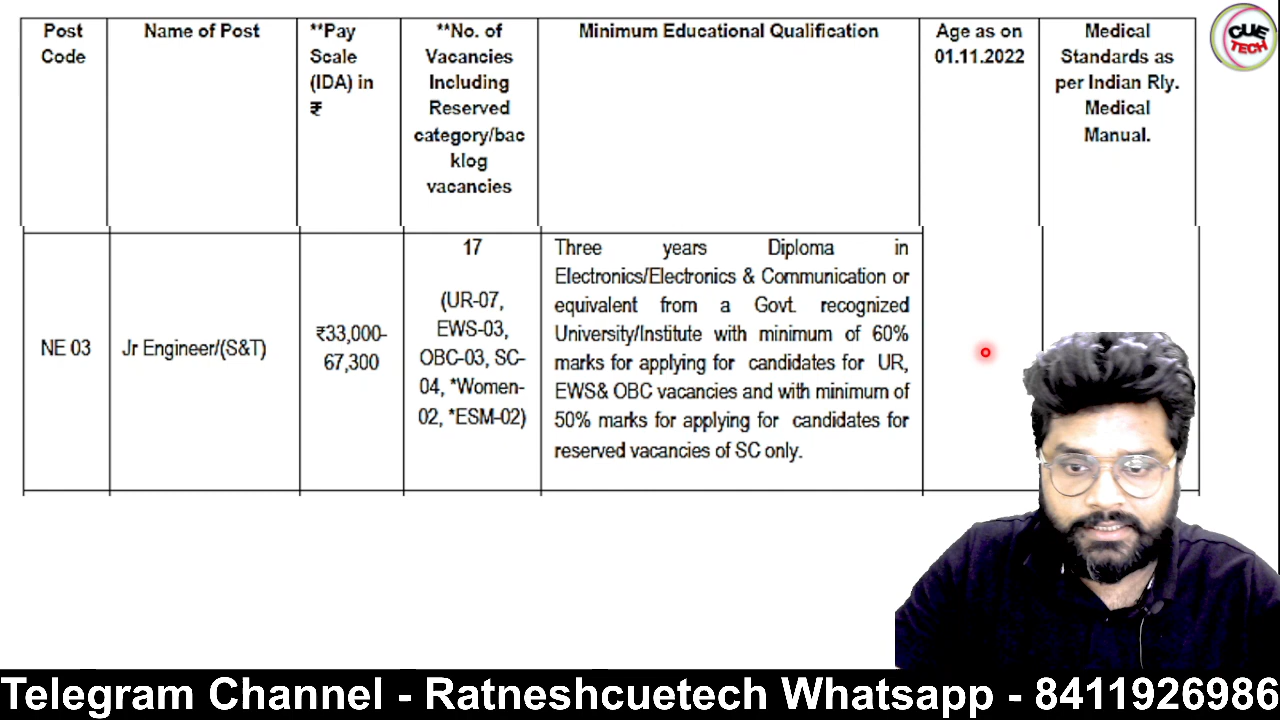 Post
Code
Name of Post
**Pay
Scale
(IDA) in
₹
**No. of
Vacancies
Including
Reserved
category/bac
klog
vacancies
Minimum Educational Qualification
Age as on
01.11.2022
Medical
Standards as
per Indian Rly.
Medical
Manual.
CUE
TECH
NE 03
Jr Engineer/(S&T)
₹33,000-
67,300
17
(UR-07,
EWS-03,
OBC-03, SC-
04, *Women-
02, *ESM-02)
Three years Diploma in
Electronics/Electronics & Communication or
equivalent from a Govt. recognized
University/Institute with minimum of 60%
marks for applying for candidates for UR,
EWS& OBC vacancies and with minimum of
50% marks for applying for candidates for
reserved vacancies of SC only.
Telegram Channel - Ratneshcuetech Whatsapp - 8411926986